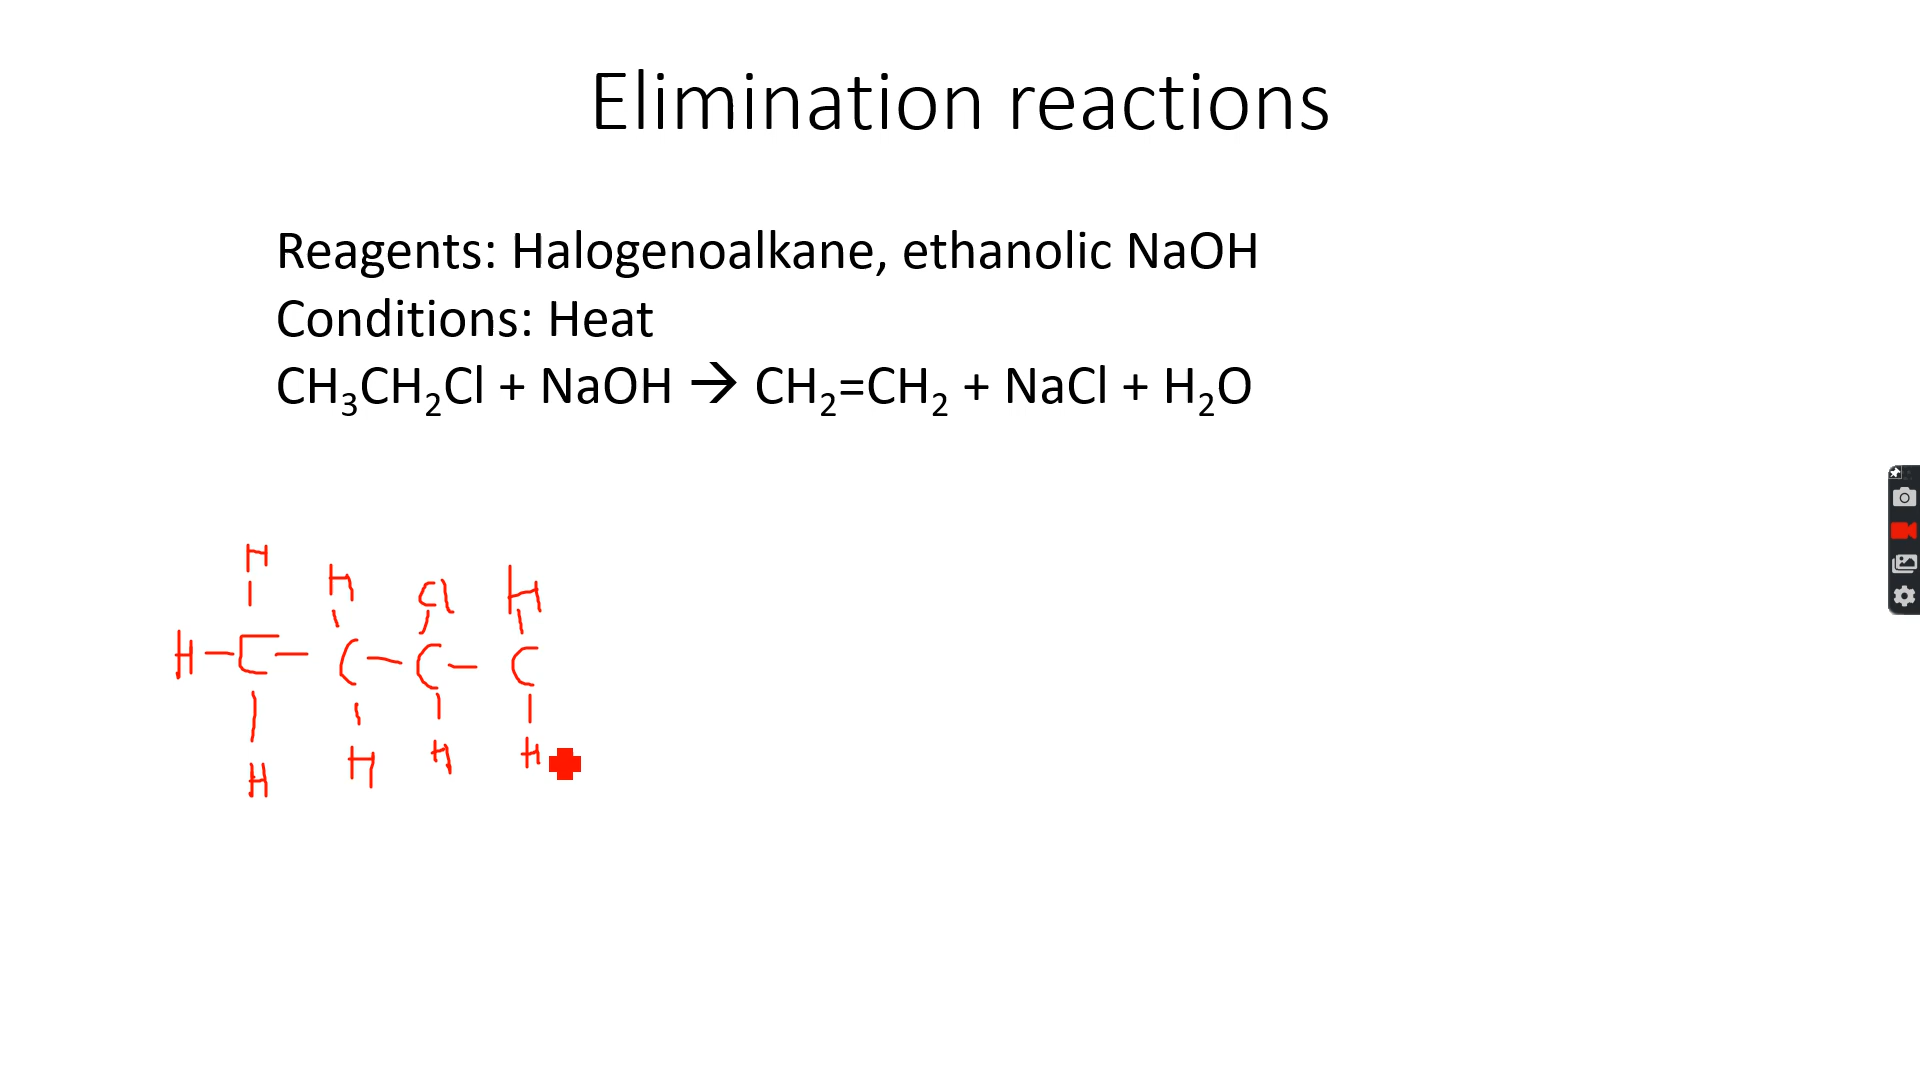 Elimination reactions
Reagents: Halogenoalkane, ethanolic NaOH
Conditions: Heat
CH₃CH₂Cl + NaOH → CH₂=CH₂ + NaCl + H₂O
H H Cl H
H-C-C-C-C
H H H H